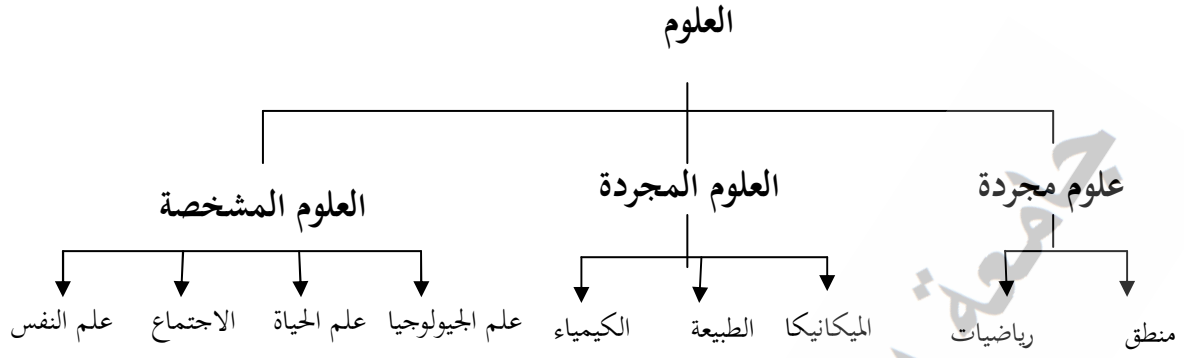 العلوم
علوم مجردة العلوم المجردة العلوم المشخصة
منطق رياضيات الميكانيكا الطبيعة الكيمياء علم الجيولوجيا علم الحياة الاجتماع علم النفس
جامعة